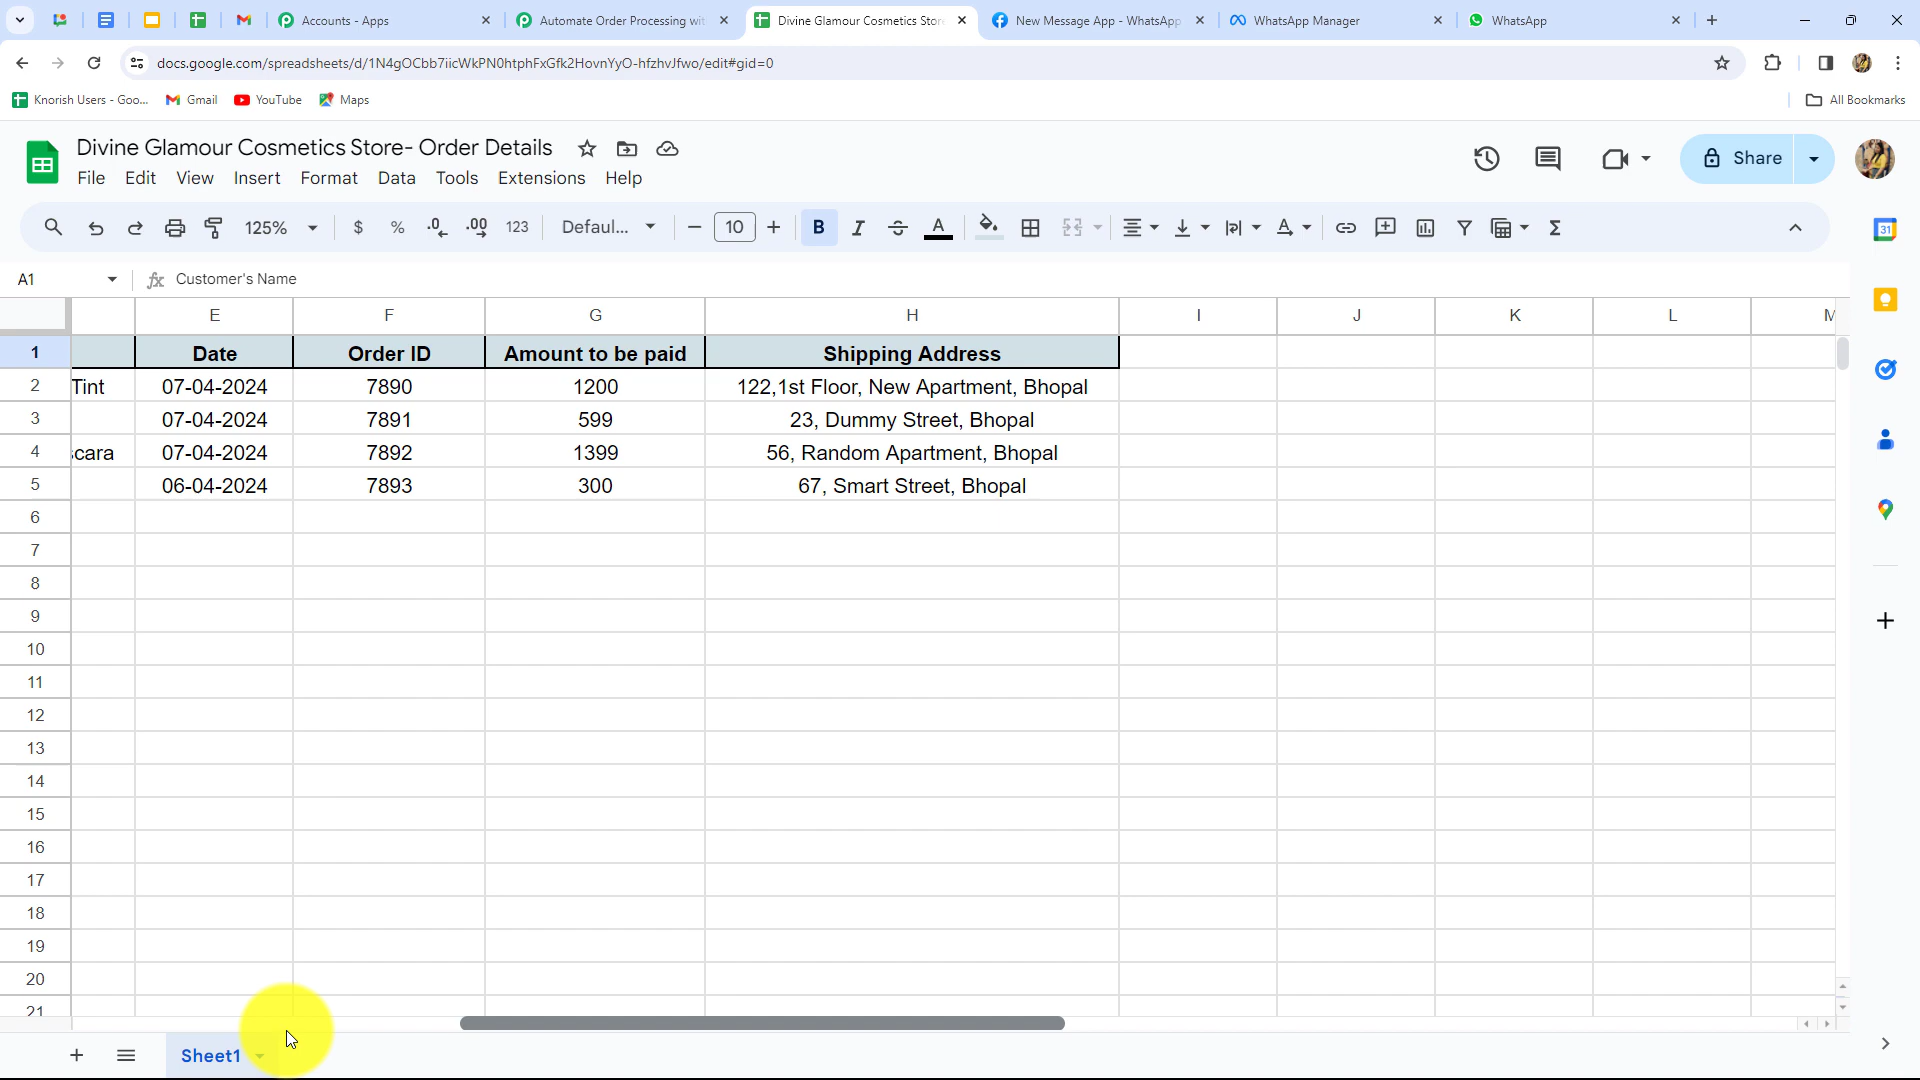 Accounts - Apps
Automate Order Processing wit
Divine Glamour Cosmetics Store
New Message App - WhatsApp
WhatsApp Manager
WhatsApp
docs.google.com/spreadsheets/d/1N4gOCbb7iicWkPN0htphFxGfk2HovnYyO-hfzhvJfwo/edit#gid=0
Knorish Users - Goo...
Gmail
YouTube
Maps
All Bookmarks
Divine Glamour Cosmetics Store- Order Details
File Edit View Insert Format Data Tools Extensions Help
Share
125% $ % .0 .00 123 Defaul... 10 B I A
31
A1 fx Customer's Name
E F G H I J K L M
1 Date Order ID Amount to be paid Shipping Address
2 Tint 07-04-2024 7890 1200 122,1st Floor, New Apartment, Bhopal
3 07-04-2024 7891 599 23, Dummy Street, Bhopal
4 cara 07-04-2024 7892 1399 56, Random Apartment, Bhopal
5 06-04-2024 7893 300 67, Smart Street, Bhopal
6
7
8
9
10
11
12
13
14
15
16
17
18
19
20
21
Sheet1